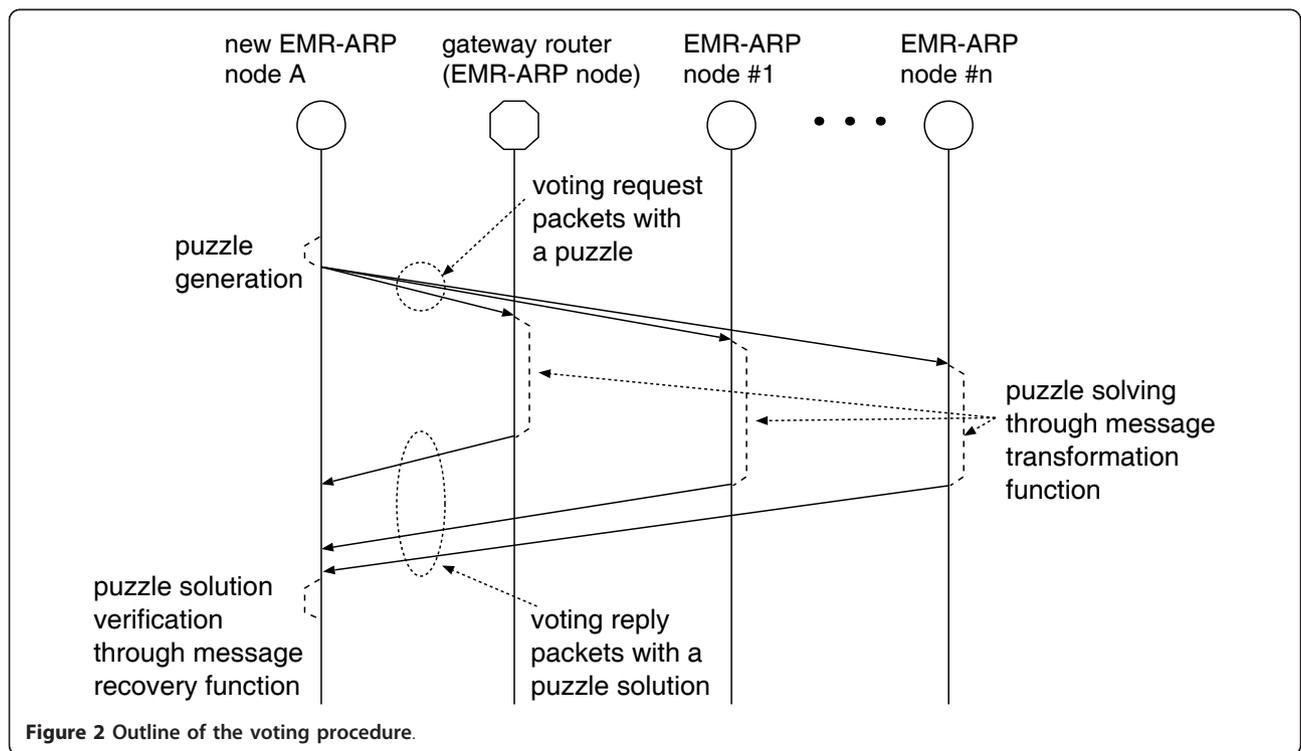 new EMR-ARP
node A
gateway router
(EMR-ARP node)
EMR-ARP
node #1
EMR-ARP
node #n
voting request
packets with
a puzzle
puzzle
generation
puzzle solving
through message
transformation
function
puzzle solution
verification
through message
recovery function
voting reply
packets with a
puzzle solution
Figure 2 Outline of the voting procedure.